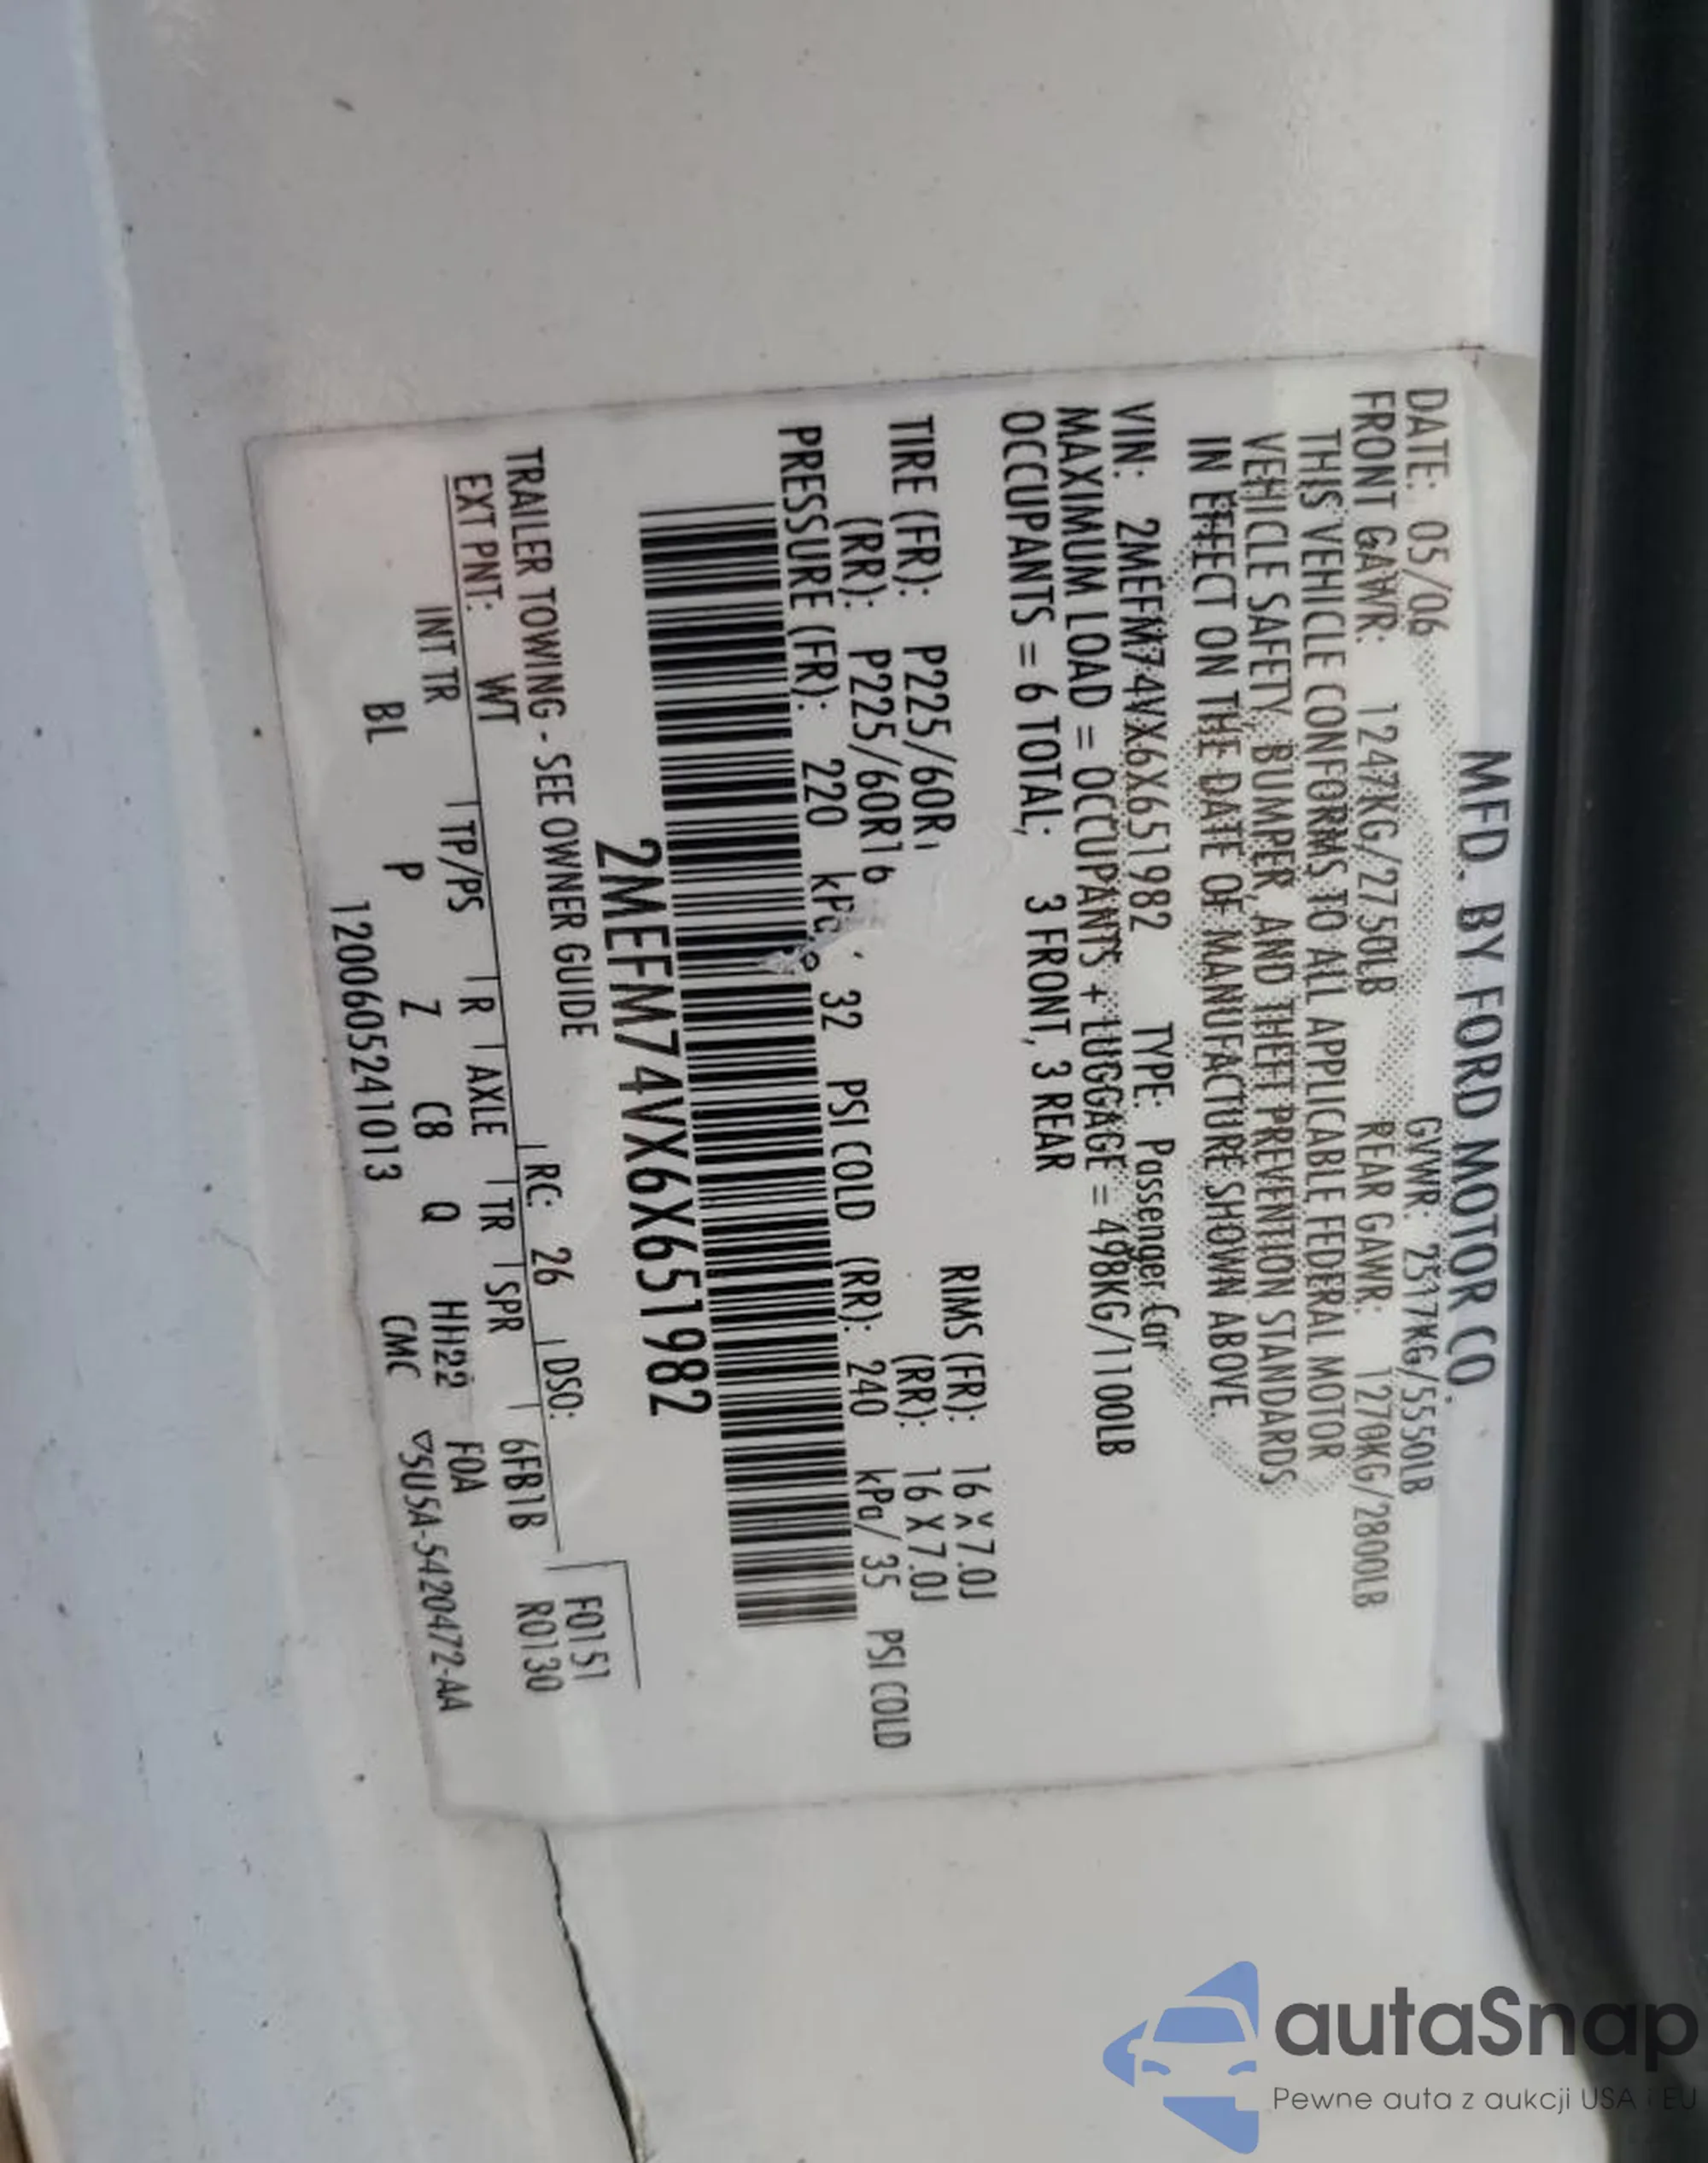 MFD. BY FORD MOTOR CO.
DATE: 05/06 GVWR: 2517KG/5550LB
FRONT GAWR: 1247KG/2750LB REAR GAWR: 1270KG/2800LB
THIS VEHICLE CONFORMS TO ALL APPLICABLE FEDERAL MOTOR
VEHICLE SAFETY, BUMPER, AND THEFT PREVENTION STANDARDS
IN EFFECT ON THE DATE OF MANUFACTURE SHOWN ABOVE.
VIN: 2MEFM74VX6X651982 TYPE: Passenger Car
MAXIMUM LOAD = OCCUPANTS + LUGGAGE = 498KG/1100LB
OCCUPANTS = 6 TOTAL; 3 FRONT, 3 REAR
RIMS (FR): 16 X 7.0J
TIRE (FR): P225/60R (RR): 16 X 7.0J
(RR): P225/60R16
PRESSURE (FR): 220 kPa 32 PSI COLD (RR): 240 kPa/35 PSI COLD
2MEFM74VX6X651982
TRAILER TOWING - SEE OWNER GUIDE
F0151
EXT PNT: WT RC: 26 DSO: R0130
INT TR TP/PS R AXLE TR SPR 6FB1B
BL P Z C8 Q HH22 F0A
1200605241013 CMC ▽5U5A-5420472-AA
autaSnap
Pewne auta z aukcji USA i EU